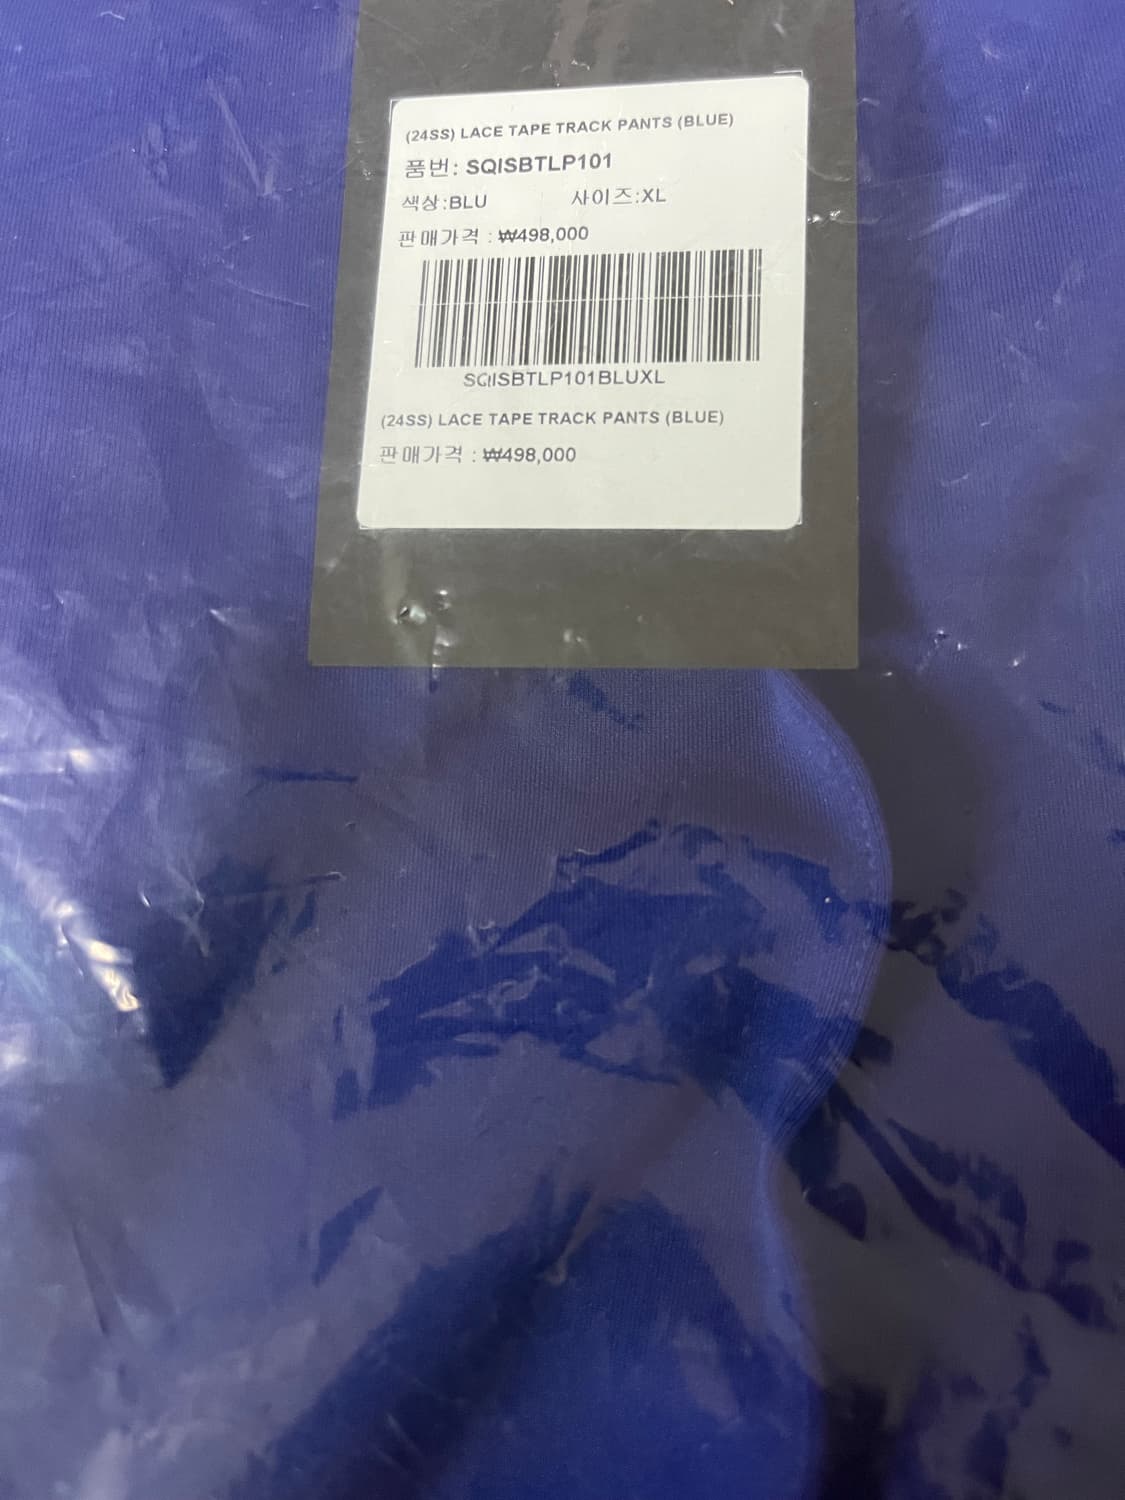 (24SS) LACE TAPE TRACK PANTS (BLUE)
품번: SQISBTLP101
색상:BLU 사이즈:XL
판매가격 : ₩498,000
SQISBTLP101BLUXL
(24SS) LACE TAPE TRACK PANTS (BLUE)
판매가격 : ₩498,000